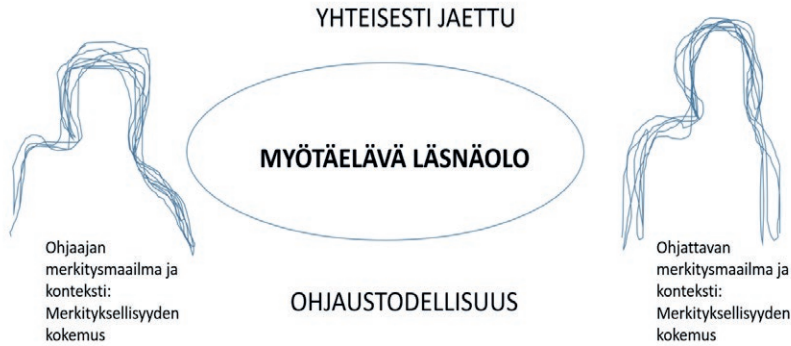 YHTEISESTI JAETTU
MYÖTÄELÄVÄ LÄSNÄOLO
Ohjaajan
merkitysmaailma ja
konteksti:
Merkityksellisyyden
kokemus
OHJAUSTODELLISUUS
Ohjattavan
merkitysmaailma ja
konteksti:
Merkityksellisyyden
kokemus